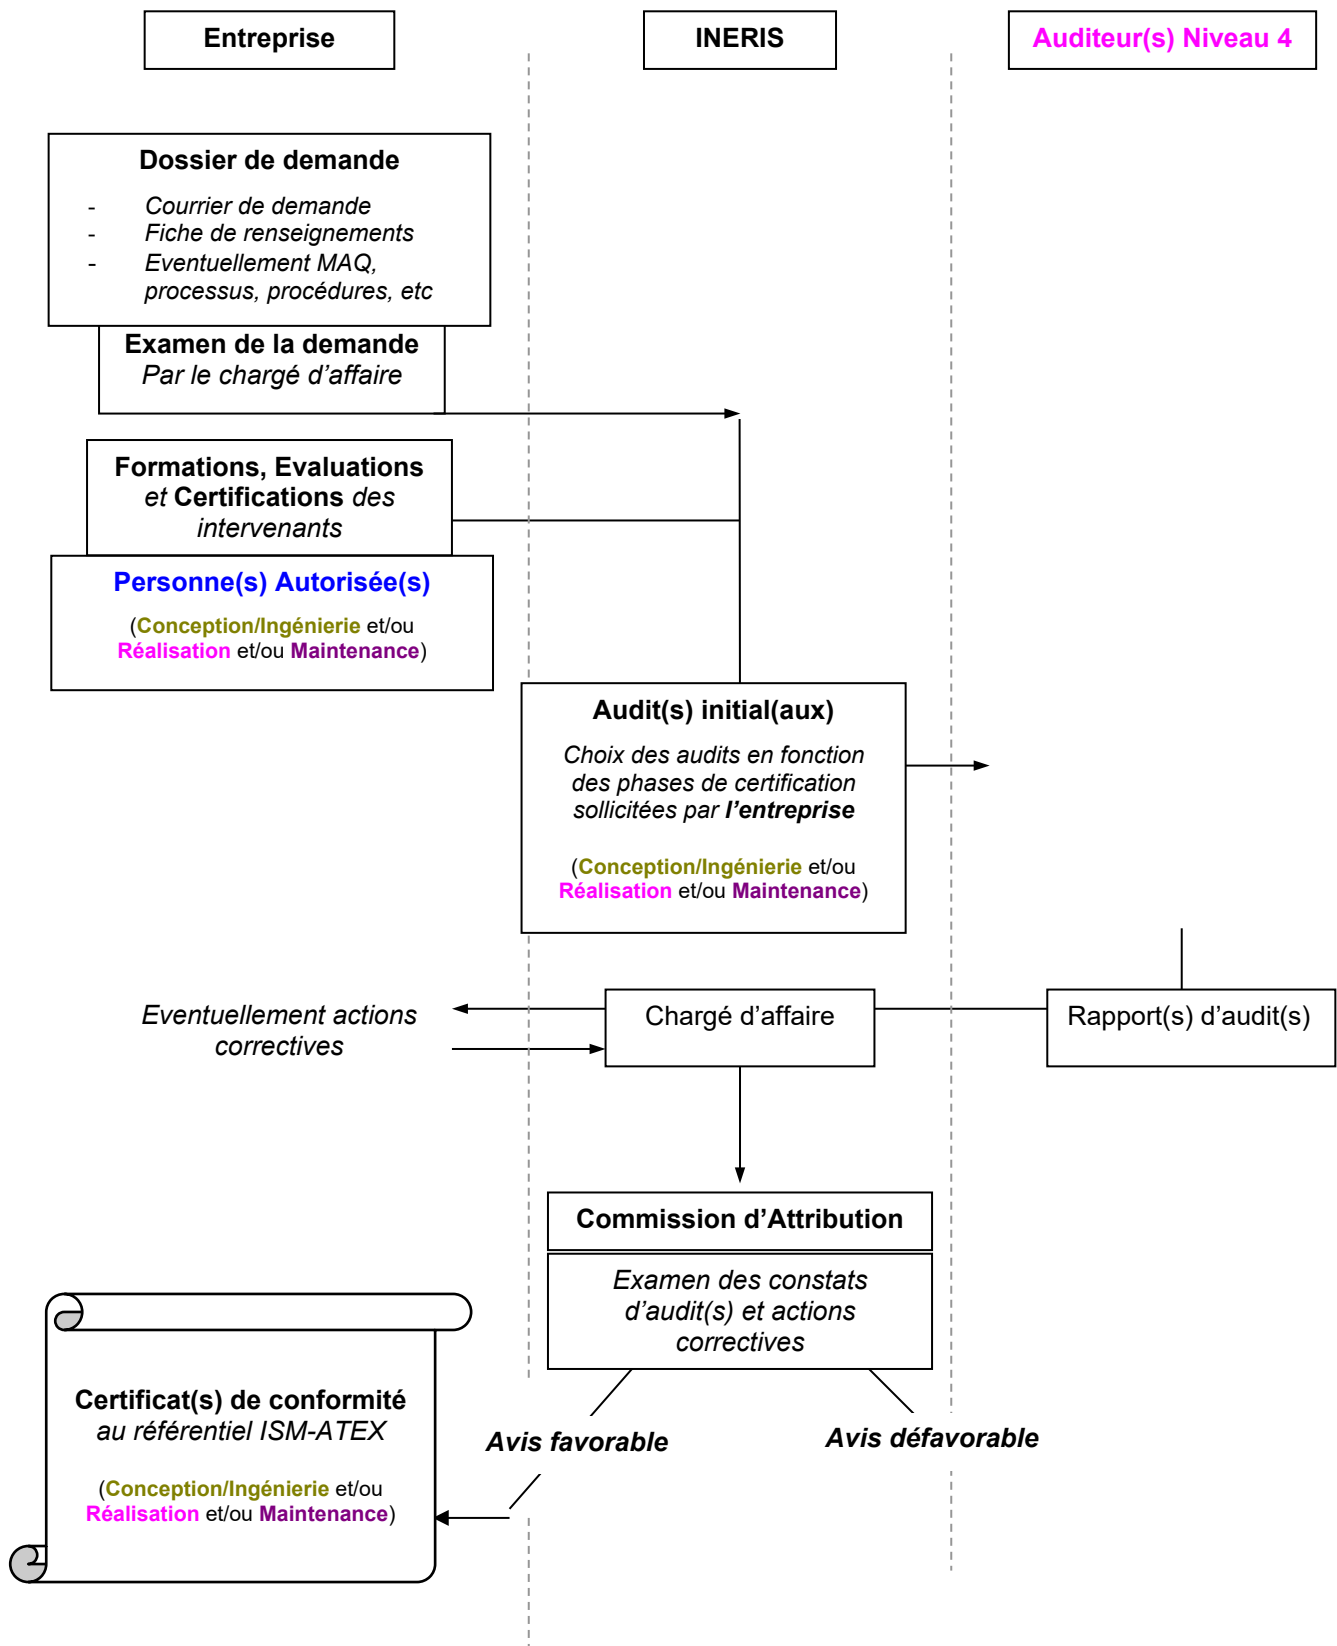 Entreprise
INERIS
Auditeur(s) Niveau 4
Dossier de demande
- Courrier de demande
- Fiche de renseignements
- Eventuellement MAQ,
processus, procédures, etc
Examen de la demande
Par le chargé d’affaire
Formations, Evaluations
et Certifications des
intervenants
Personne(s) Autorisée(s)
(Conception/Ingénierie et/ou
Réalisation et/ou Maintenance)
Audit(s) initial(aux)
Choix des audits en fonction
des phases de certification
sollicitées par l’entreprise
(Conception/Ingénierie et/ou
Réalisation et/ou Maintenance)
Eventuellement actions
correctives
Chargé d’affaire
Rapport(s) d’audit(s)
Commission d’Attribution
Examen des constats
d’audit(s) et actions
correctives
Avis favorable
Avis défavorable
Certificat(s) de conformité
au référentiel ISM-ATEX
(Conception/Ingénierie et/ou
Réalisation et/ou Maintenance)